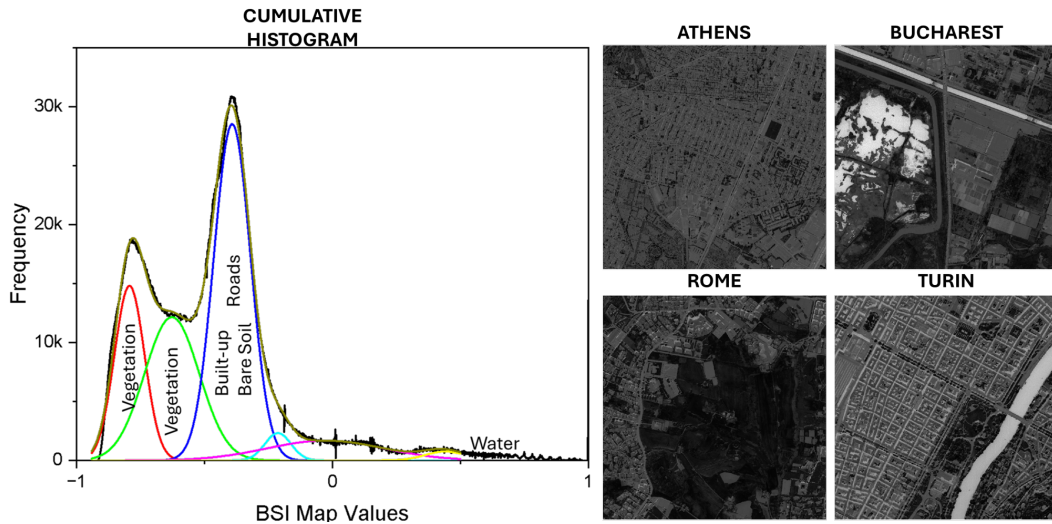 CUMULATIVE
HISTOGRAM
Frequency
30k
20k
10k
0
Vegetation
Vegetation
Built-up
Bare Soil
Roads
Water
−1
0
1
BSI Map Values
ATHENS
BUCHAREST
ROME
TURIN